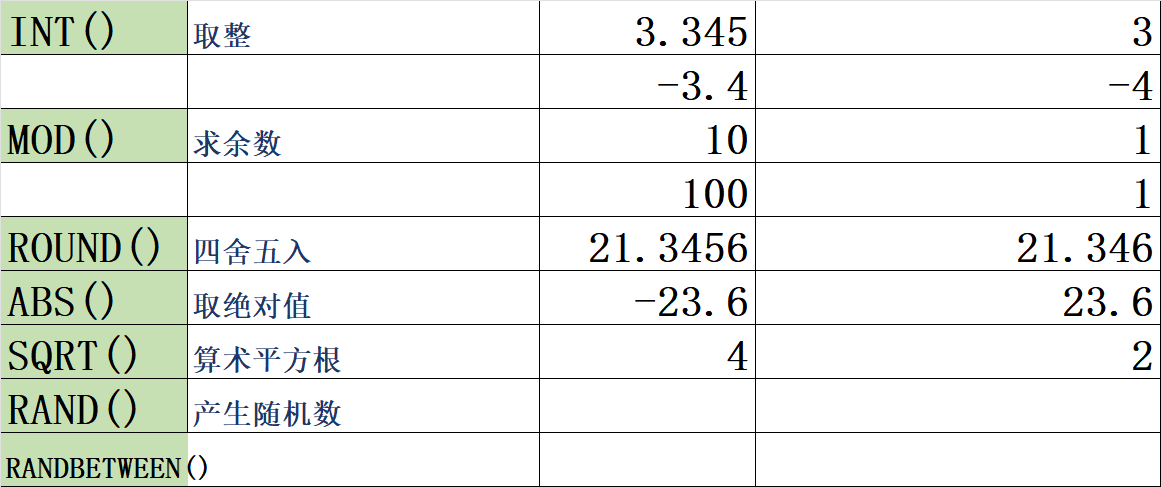 INT() 取整 3.345 3
-3.4 -4
MOD() 求余数 10 1
100 1
ROUND() 四舍五入 21.3456 21.346
ABS() 取绝对值 -23.6 23.6
SQRT() 算术平方根 4 2
RAND() 产生随机数
RANDBETWEEN()